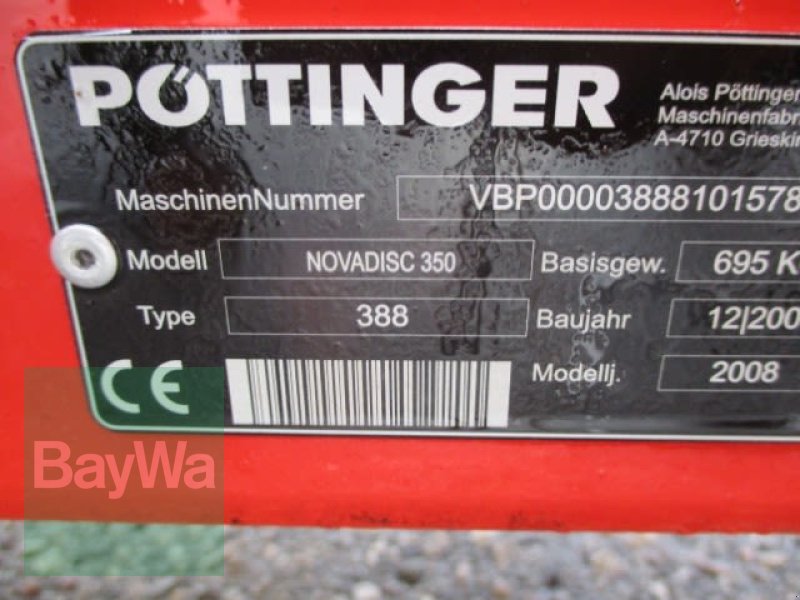 PÖTTINGER
Alois Pöttinger
Maschinenfabr
A-4710 Grieskir
MaschinenNummer VBP00003888101578
Modell NOVADISC 350 Basisgew. 695 K
Type 388 Baujahr 12|200
CE Modellj. 2008
BayWa